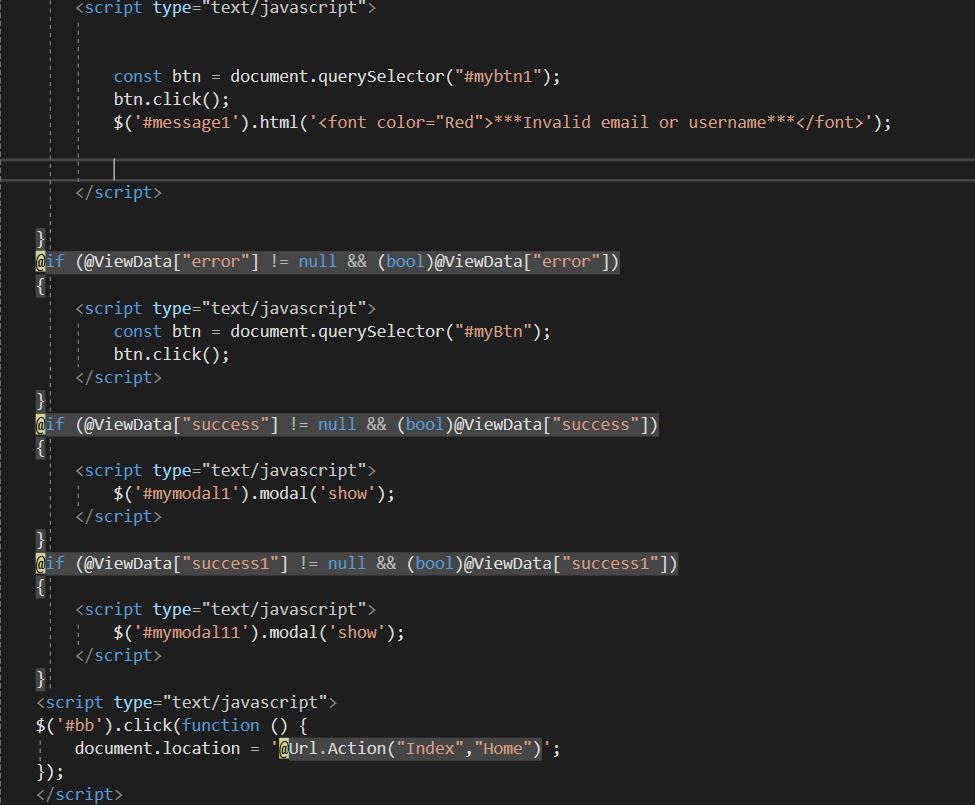 <script type="text/javascript">
const btn = document.querySelector("#mybtn1");
btn.click();
$('#message1').html('<font color="Red">***Invalid email or username***</font>');
</script>
}
@if (@ViewData["error"] != null && (bool)@ViewData["error"])
{
<script type="text/javascript">
const btn = document.querySelector("#myBtn");
btn.click();
</script>
}
@if (@ViewData["success"] != null && (bool)@ViewData["success"])
{
<script type="text/javascript">
$('#mymodal1').modal('show');
</script>
}
@if (@ViewData["success1"] != null && (bool)@ViewData["success1"])
{
<script type="text/javascript">
$('#mymodal11').modal('show');
</script>
}
<script type="text/javascript">
$('#bb').click(function () {
document.location = '@Url.Action("Index","Home")';
});
</script>